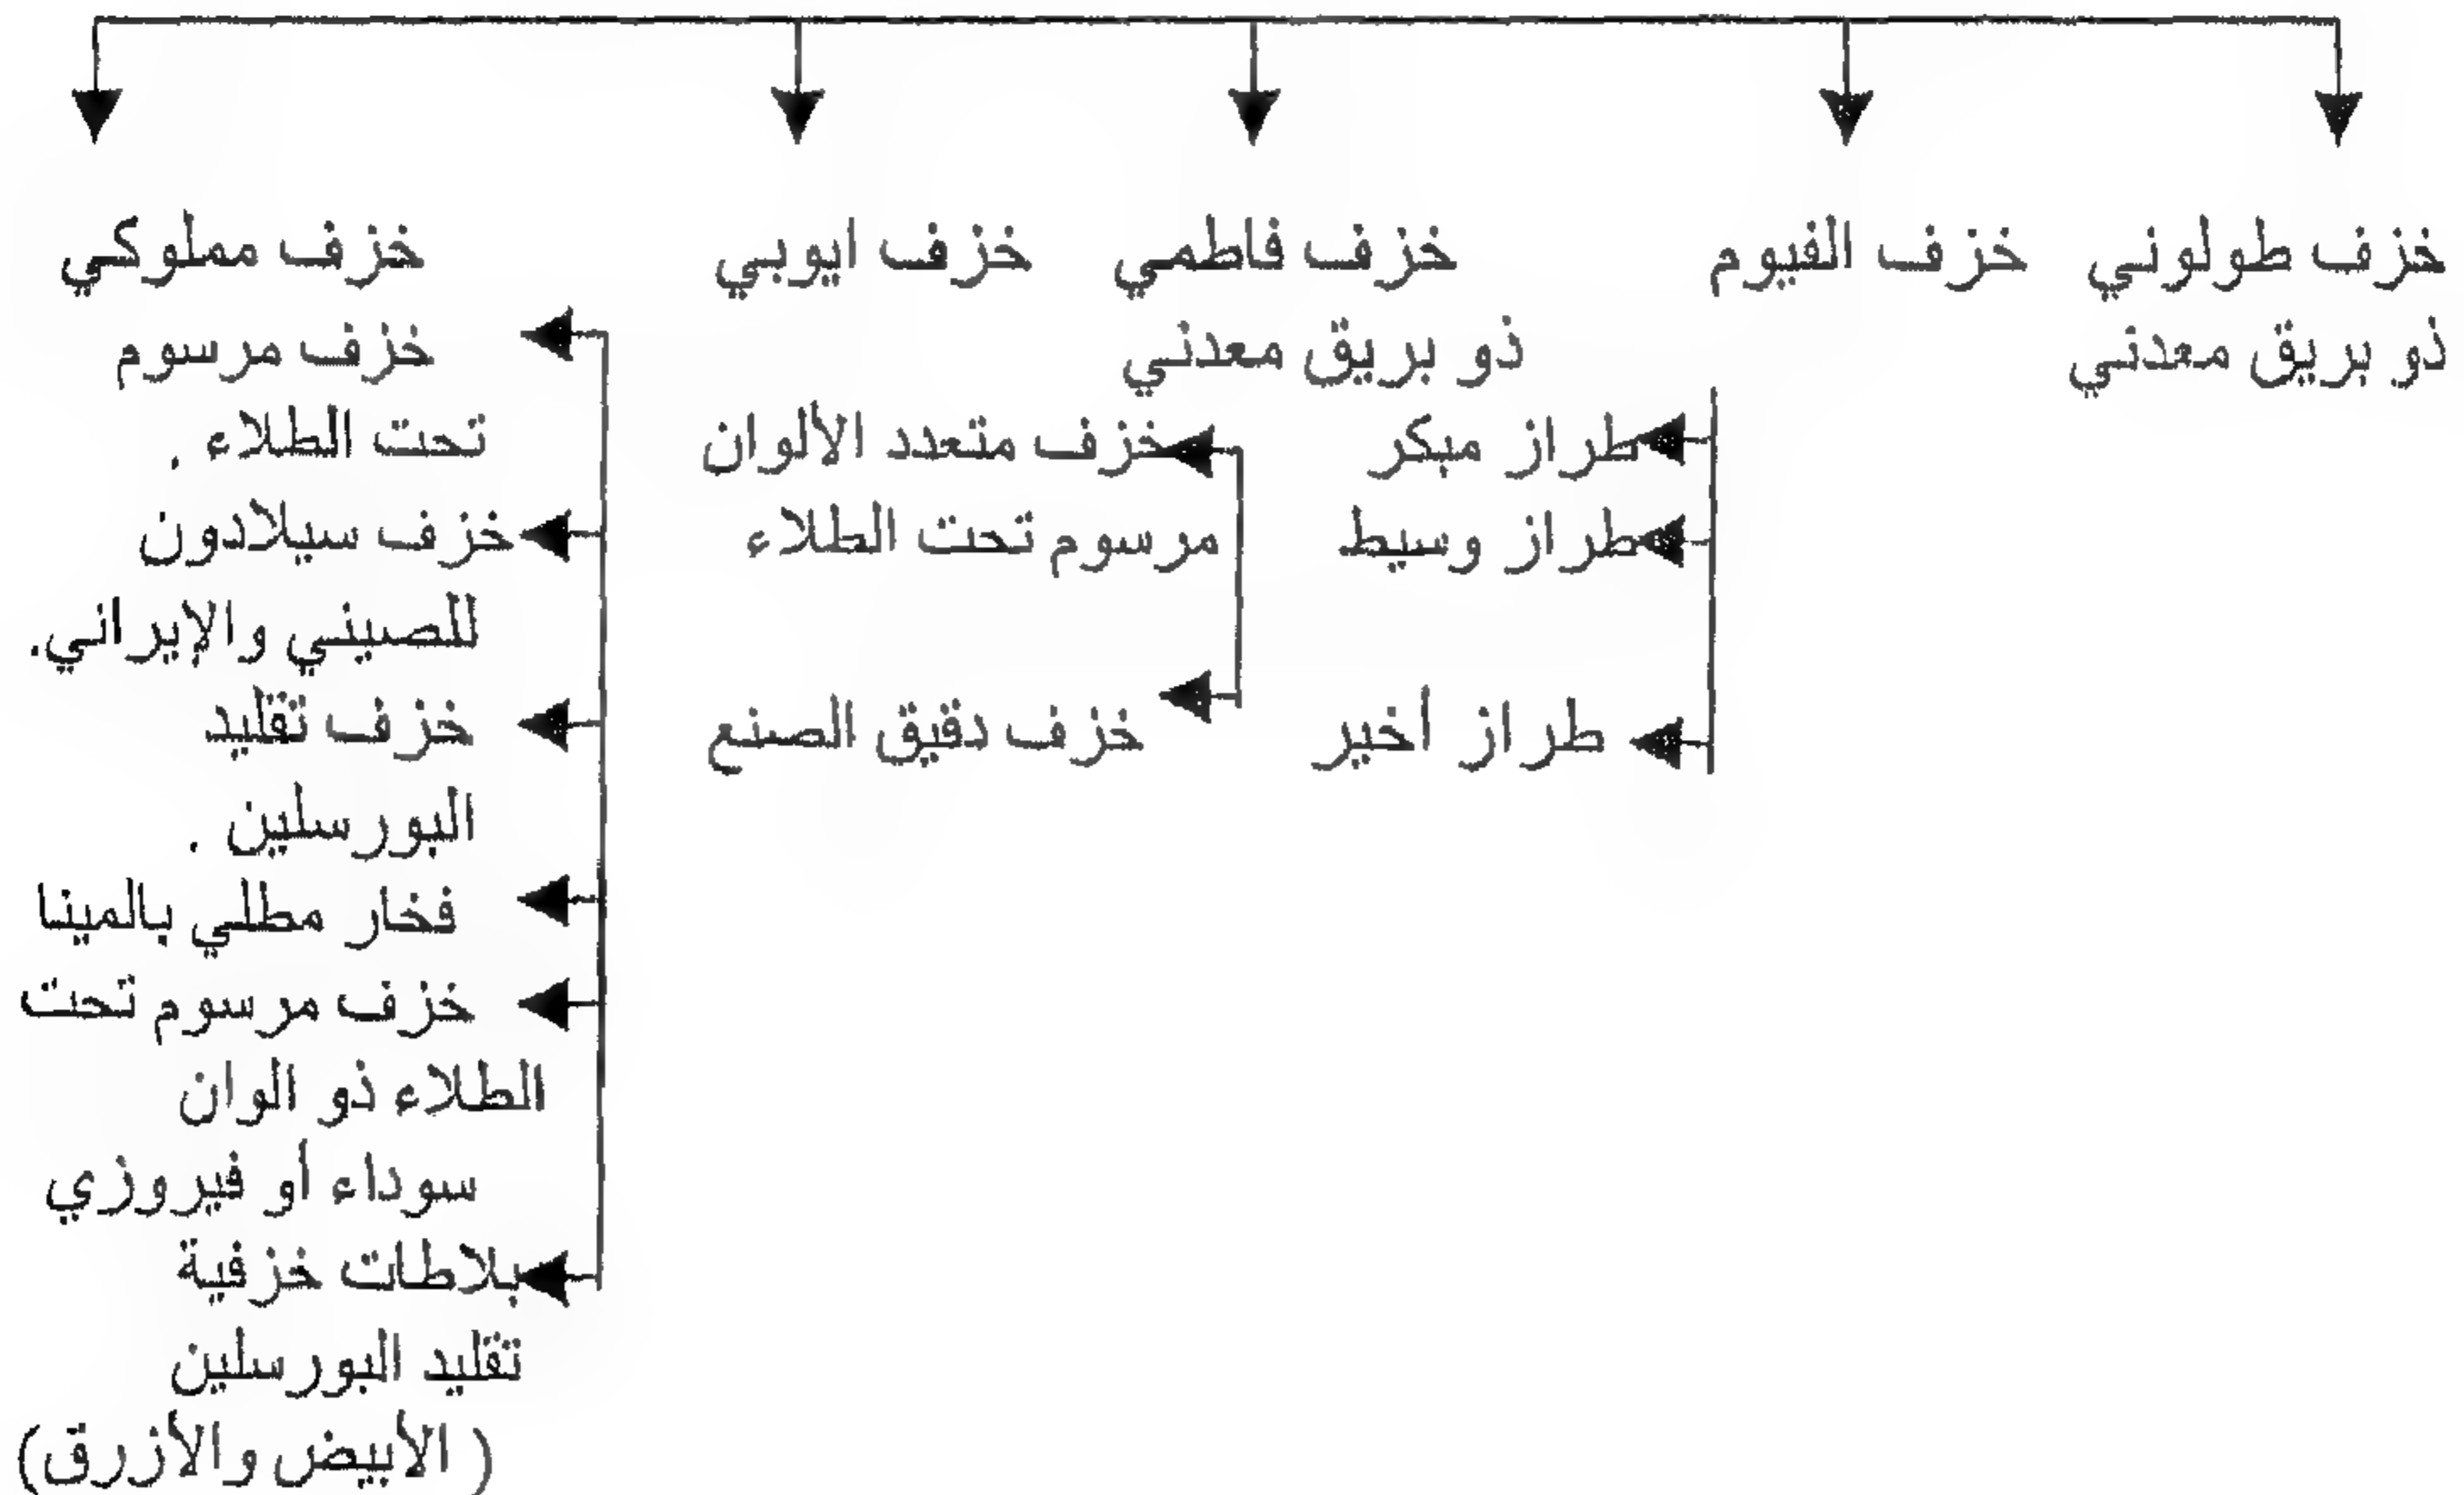 خزف طولوني
ذو بريق معدني
خزف الفيوم
خزف فاطمي
ذو بريق معدني
طراز مبكر
طراز وسيط
طراز أخير
خزف ايوبي
خزف متعدد الألوان
مرسوم تحت الطلاء
خزف دقيق الصنع
خزف مملوكي
خزف مرسوم
تحت الطلاء .
خزف سيلادون
للصيني والإيراني.
خزف تقليد
البورسلين .
فخار مطلي بالمينا
خزف مرسوم تحت
الطلاء ذو الوان
سوداء أو فيروزي
بلاطات خزفية
تقليد البورسلين
( الأبيض والأزرق)